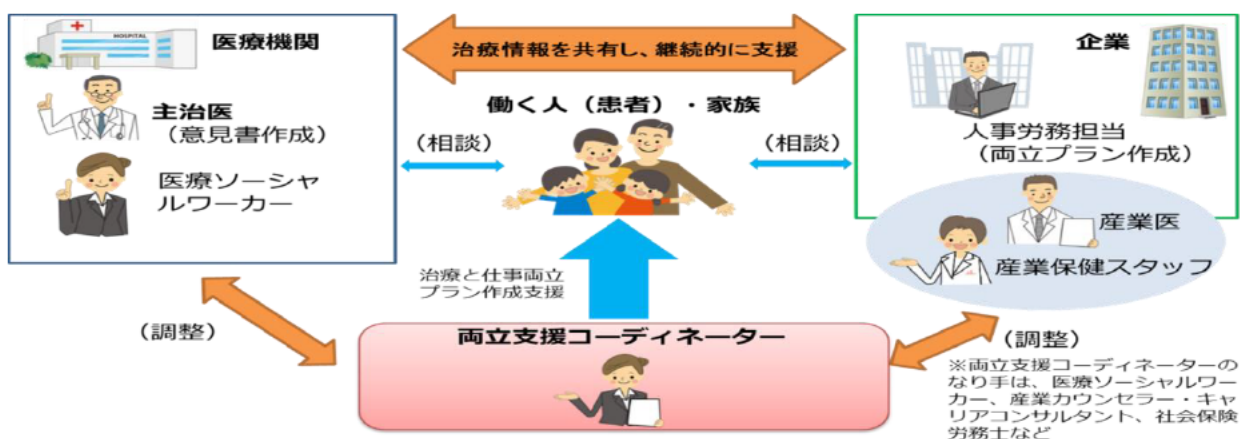 HOSPITAL
医療機関
主治医
（意見書作成）
医療ソーシャ
ルワーカー
治療情報を共有し、継続的に支援
働く人（患者）・家族
（相談）
（相談）
企業
人事労務担当
（両立プラン作成）
産業医
産業保健スタッフ
治療と仕事両立
プラン作成支援
（調整）
両立支援コーディネーター
（調整）
※両立支援コーディネーターの
なり手は、医療ソーシャルワー
カー、産業カウンセラー・キャ
リアコンサルタント、社会保険
労務士など